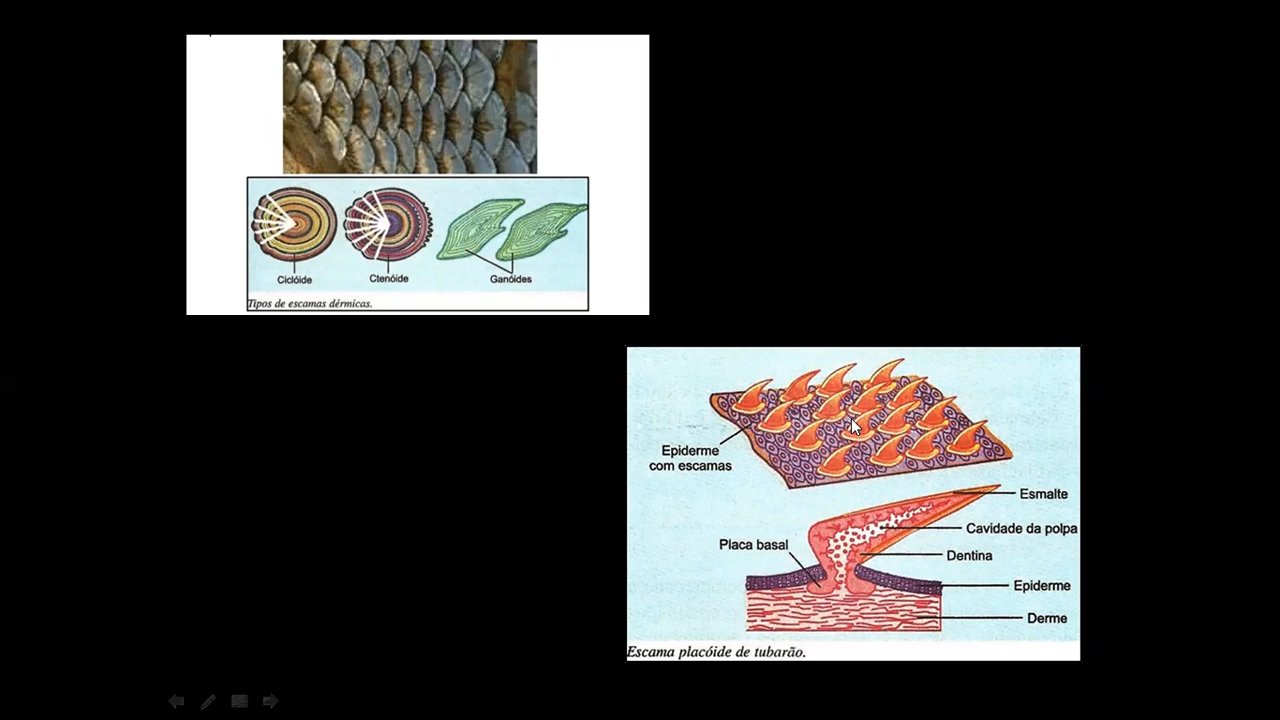 Ciclóide
Ctenóide
Ganóides
Tipos de escamas dérmicas.
Epiderme
com escamas
Esmalte
Cavidade da polpa
Placa basal
Dentina
Epiderme
Derme
Escama placóide de tubarão.